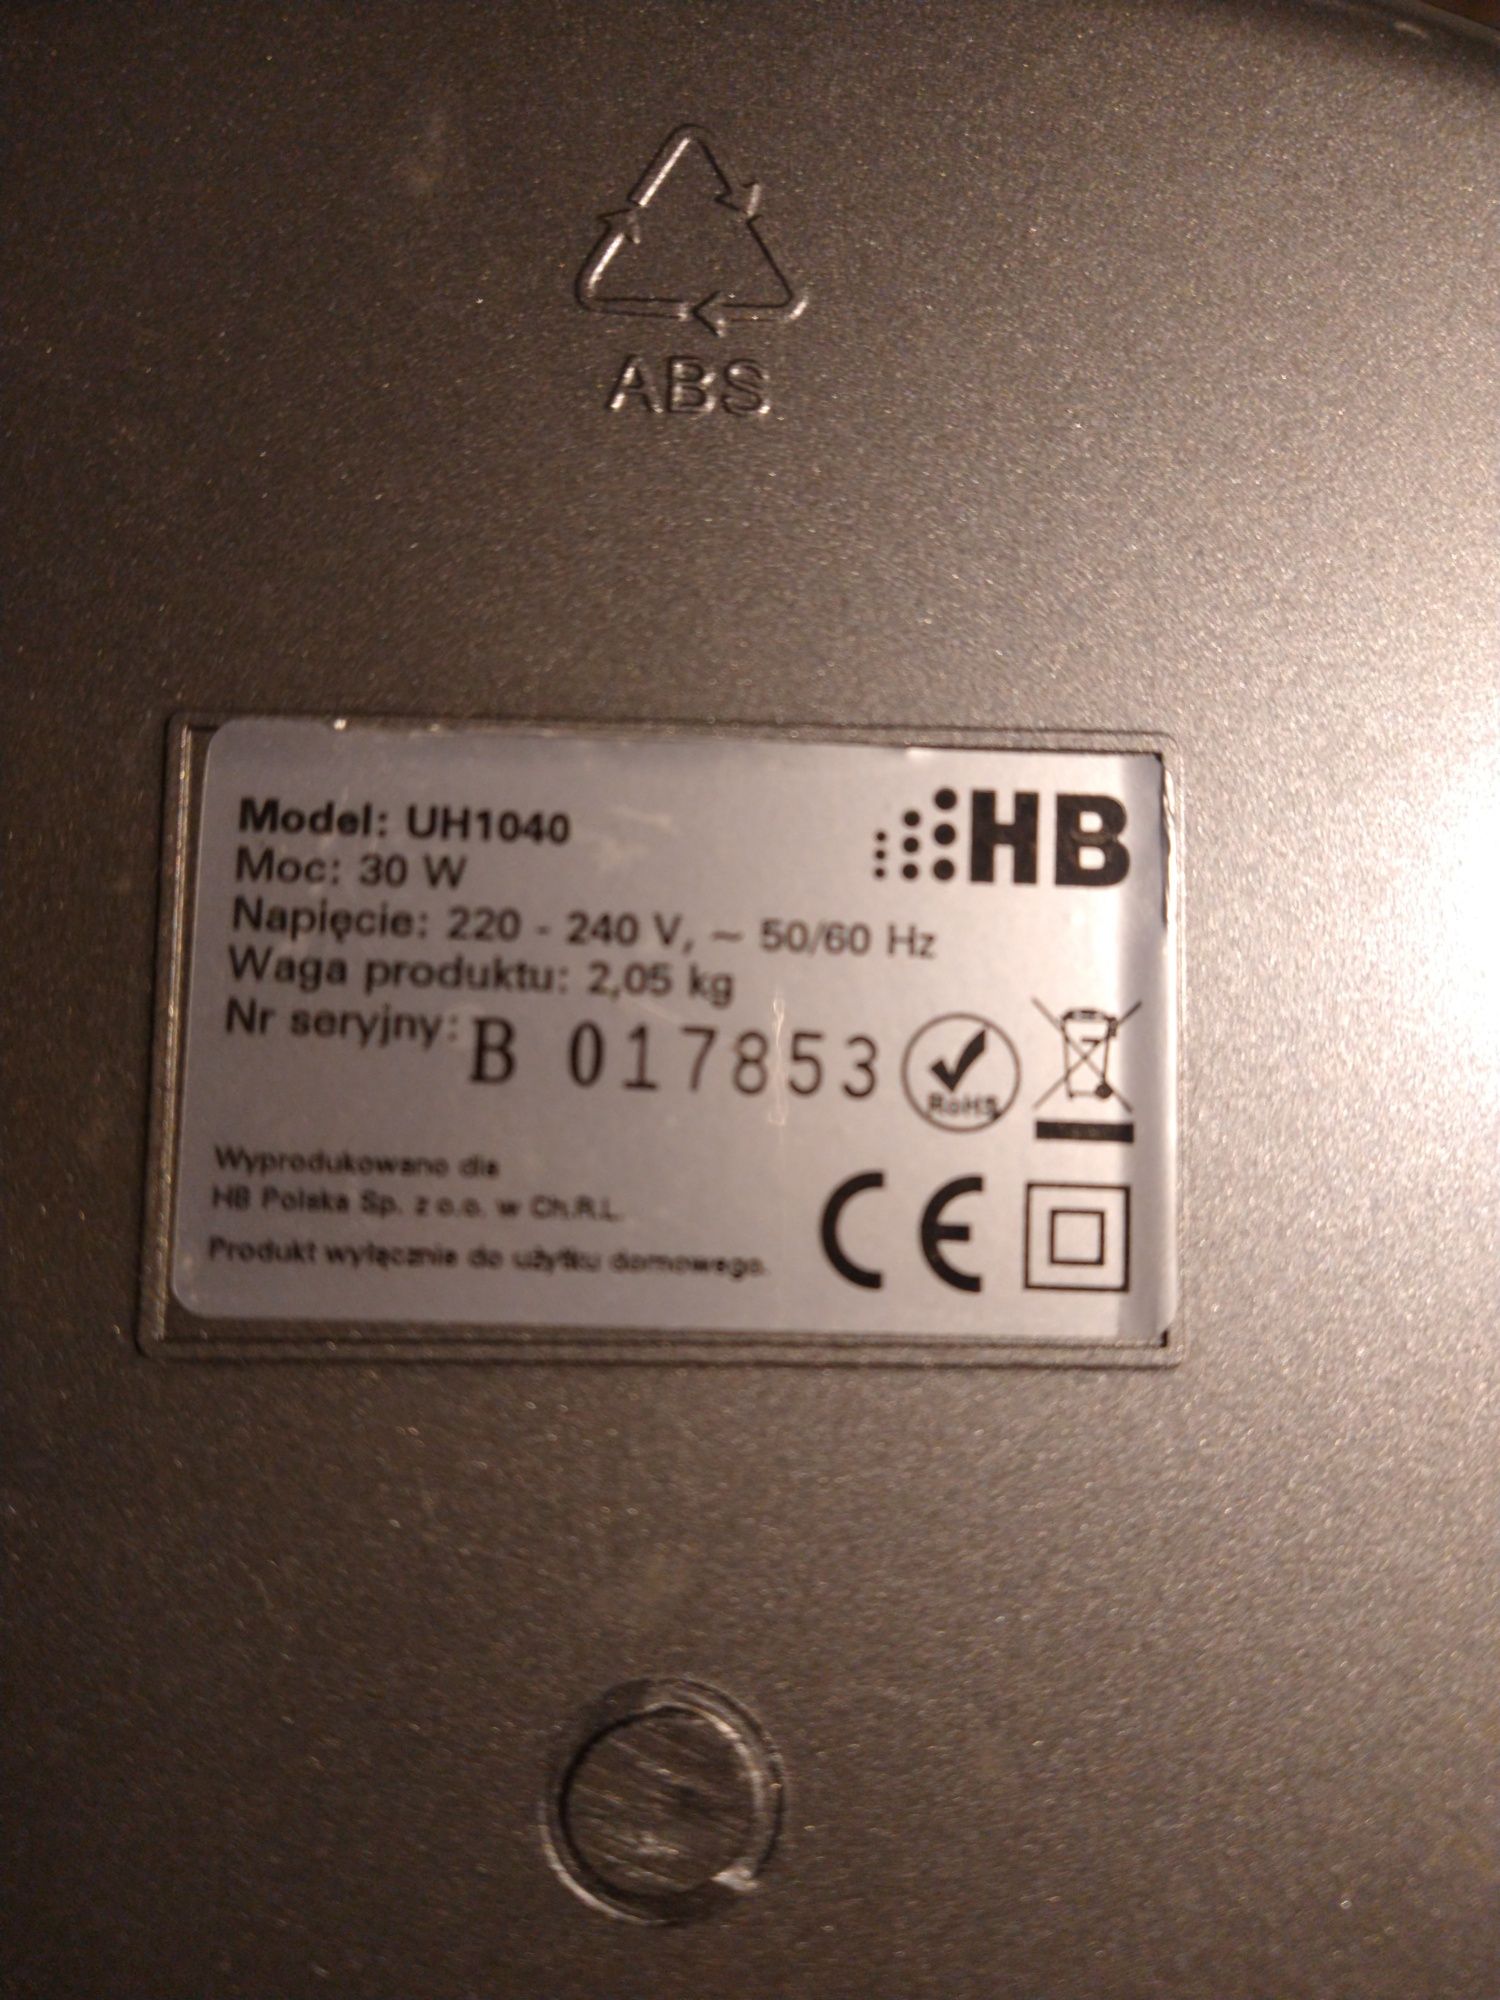 ABS
Model: UH1040
HB
Moc: 30 W
Napięcie: 220 - 240 V, ~ 50/60 Hz
Waga produktu: 2,05 kg
Nr seryjny: B 017853
RoHS
Wyprodukowano dla
HB Polska Sp. z o.o. w Ch.R.L.
Produkt wyłącznie do użytku domowego.
CE